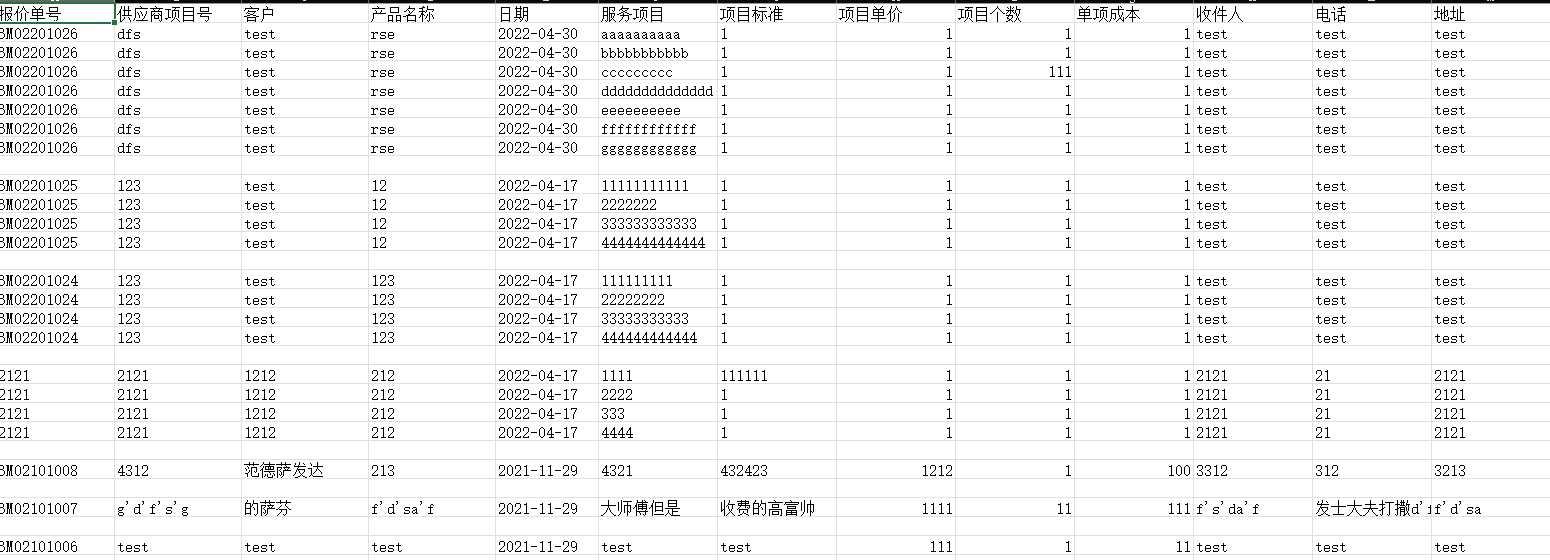 报价单号 供应商项目号 客户 产品名称 日期 服务项目 项目标准 项目单价 项目个数 单项成本 收件人 电话 地址
BM02201026 dfs test rse 2022-04-30 aaaaaaaaaa 1 1 1 1 test test test
BM02201026 dfs test rse 2022-04-30 bbbbbbbbbbb 1 1 1 1 test test test
BM02201026 dfs test rse 2022-04-30 ccccccccc 1 1 111 1 test test test
BM02201026 dfs test rse 2022-04-30 dddddddddddddd 1 1 1 1 test test test
BM02201026 dfs test rse 2022-04-30 eeeeeeeeee 1 1 1 1 test test test
BM02201026 dfs test rse 2022-04-30 ffffffffffff 1 1 1 1 test test test
BM02201026 dfs test rse 2022-04-30 gggggggggggg 1 1 1 1 test test test
BM02201025 123 test 12 2022-04-17 11111111111 1 1 1 1 test test test
BM02201025 123 test 12 2022-04-17 2222222 1 1 1 1 test test test
BM02201025 123 test 12 2022-04-17 333333333333 1 1 1 1 test test test
BM02201025 123 test 12 2022-04-17 4444444444444 1 1 1 1 test test test
BM02201024 123 test 123 2022-04-17 111111111 1 1 1 1 test test test
BM02201024 123 test 123 2022-04-17 22222222 1 1 1 1 test test test
BM02201024 123 test 123 2022-04-17 33333333333 1 1 1 1 test test test
BM02201024 123 test 123 2022-04-17 444444444444 1 1 1 1 test test test
2121 2121 1212 212 2022-04-17 1111 111111 1 1 1 2121 21 2121
2121 2121 1212 212 2022-04-17 2222 1 1 1 1 2121 21 2121
2121 2121 1212 212 2022-04-17 333 1 1 1 1 2121 21 2121
2121 2121 1212 212 2022-04-17 4444 1 1 1 1 2121 21 2121
BM02101008 4312 范德萨发达 213 2021-11-29 4321 432423 1212 1 100 3312 312 3213
BM02101007 g'd'f's'g 的萨芬 f'd'sa'f 2021-11-29 大师傅但是 收费的高富帅 1111 11 111 f's'da'f 发士大夫打撒d' f'd'sa
BM02101006 test test test 2021-11-29 test test 111 1 11 test test test